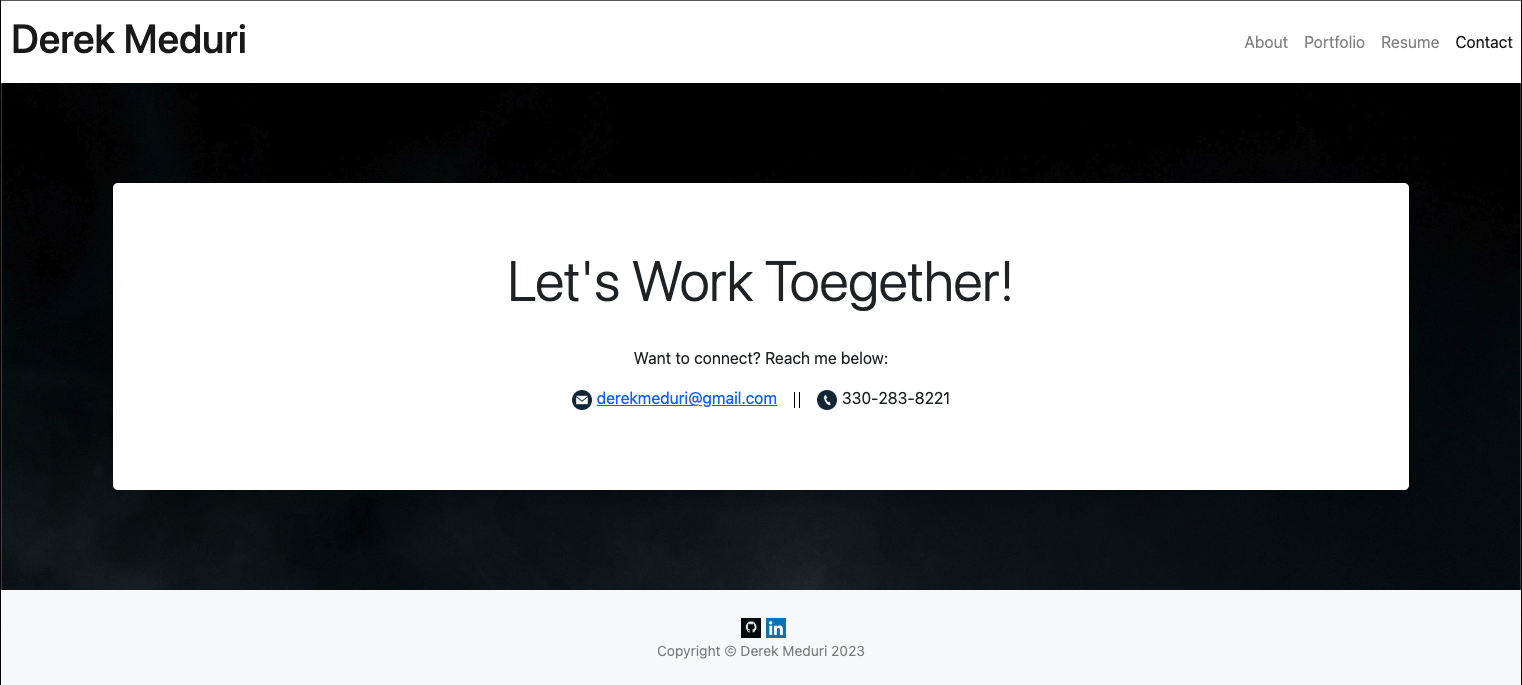 Derek Meduri
About Portfolio Resume Contact
Let's Work Toegether!
Want to connect? Reach me below:
derekmeduri@gmail.com || 330-283-8221
in
Copyright © Derek Meduri 2023